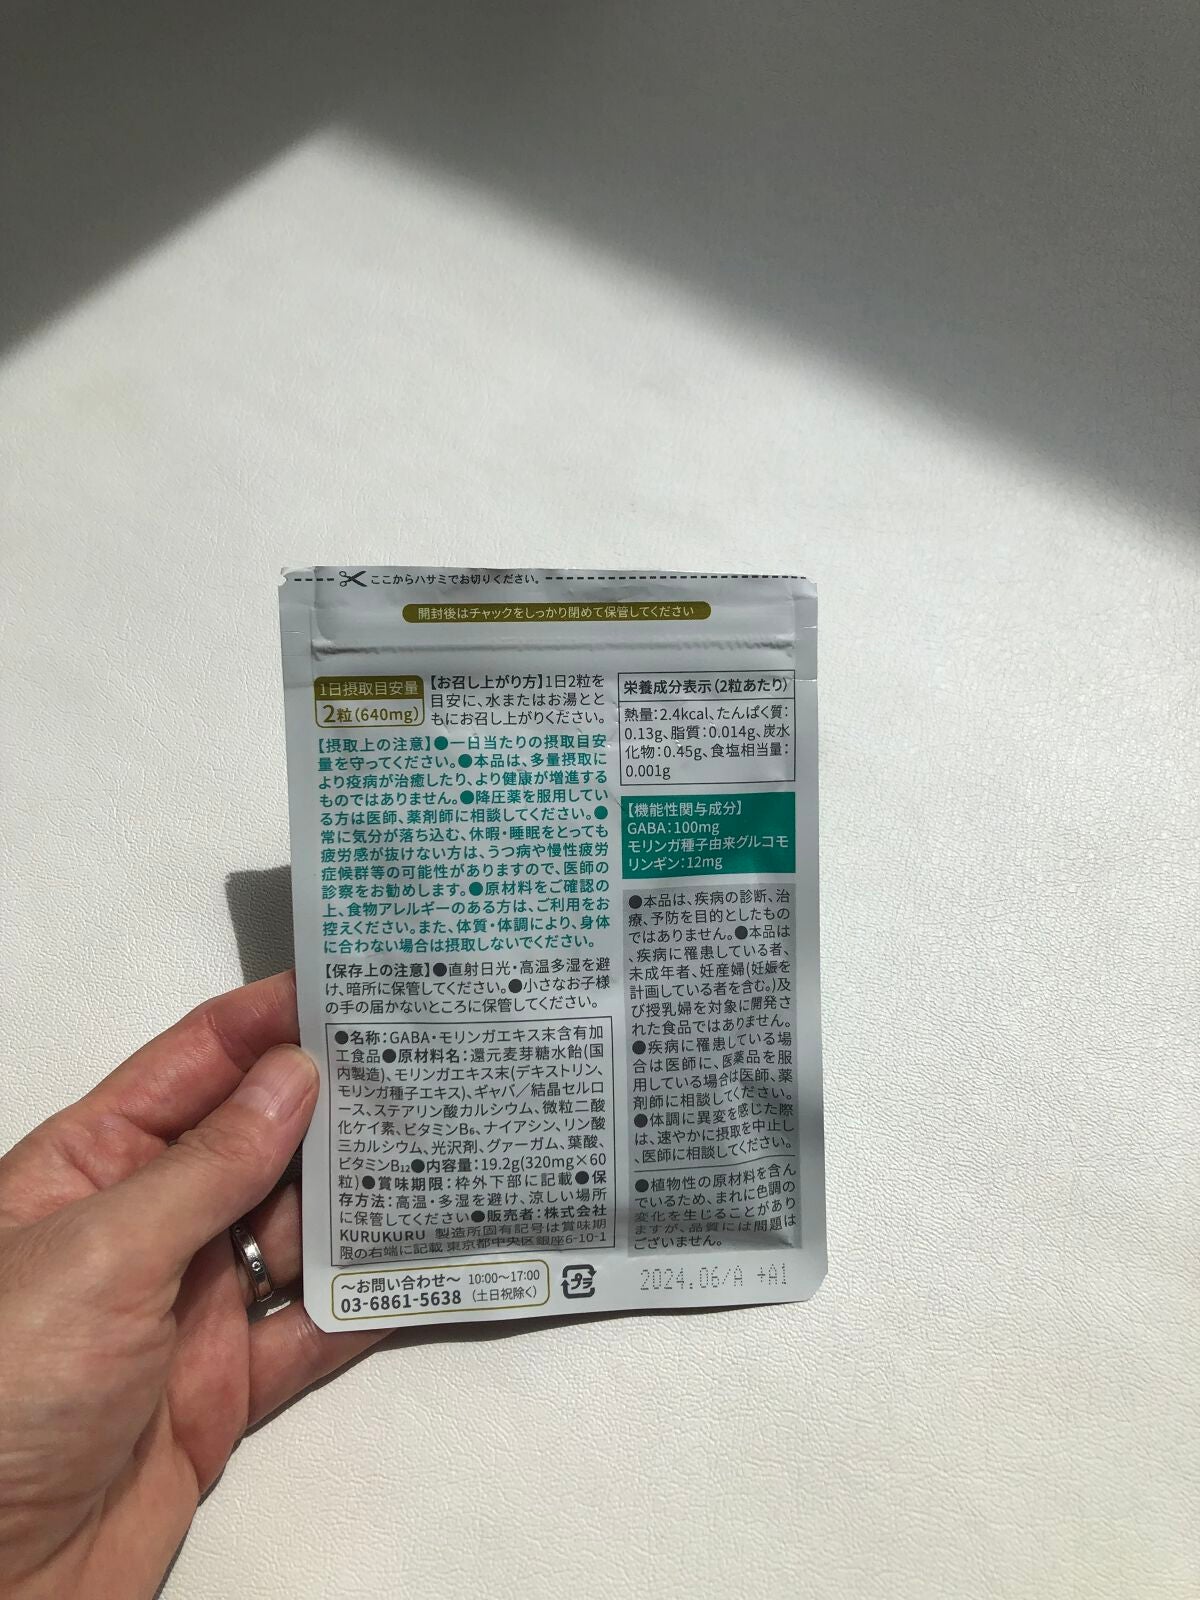 ここからハサミでお切りください。
開封後はチャックをしっかり閉めて保管してください
1日摂取目安量
2粒(640mg)
【お召し上がり方】1日2粒を
目安に、水またはお湯とと
もにお召し上がりください。
【摂取上の注意】●一日当たりの摂取目安
量を守ってください。●本品は、多量摂取に
より疾病が治癒したり、より健康が増進する
ものではありません。●降圧薬を服用してい
る方は医師、薬剤師に相談してください。●
常に気分が落ち込む、休暇・睡眠をとっても
疲労感が抜けない方は、うつ病や慢性疲労
症候群等の可能性がありますので、医師の
診察をお勧めします。●原材料をご確認の
上、食物アレルギーのある方は、ご利用をお
控えください。また、体質・体調により、身体
に合わない場合は摂取しないでください。
【保存上の注意】●直射日光・高温多湿を避
け、暗所に保管してください。●小さなお子様
の手の届かないところに保管してください。
●名称:GABA・モリンガエキス末含有加
工食品●原材料名:還元麦芽糖水飴(国
内製造)、モリンガエキス末(デキストリン、
モリンガ種子エキス)、ギャバ/結晶セルロ
ース、ステアリン酸カルシウム、微粒二酸
化ケイ素、ビタミンB₆、ナイアシン、リン酸
三カルシウム、光沢剤、グァーガム、葉酸、
ビタミンB₁₂●内容量:19.2g(320mg×60
粒)●賞味期限:枠外下部に記載●保
存方法:高温・多湿を避け、涼しい場所
に保管してください●販売者:株式会社
KURUKURU 製造所固有記号は賞味期
限の右端に記載 東京都中央区銀座6-10-1
〜お問い合わせ〜 10:00〜17:00
03-6861-5638 (土日祝除く)
プラ
栄養成分表示(2粒あたり)
熱量:2.4kcal、たんぱく質:
0.13g、脂質:0.014g、炭水
化物:0.45g、食塩相当量:
0.001g
【機能性関与成分】
GABA:100mg
モリンガ種子由来グルコモ
リンギン:12mg
●本品は、疾病の診断、治
療、予防を目的としたもの
ではありません。●本品は
、疾病に罹患している者、
未成年者、妊産婦(妊娠を
計画している者を含む。)及
び授乳婦を対象に開発さ
れた食品ではありません。
●疾病に罹患している場
合は医師に、医薬品を服
用している場合は医師、薬
剤師に相談してください。
●体調に異変を感じた際
は、速やかに摂取を中止し
、医師に相談してください。
●植物性の原材料を含ん
でいるため、まれに色調の
変化を生じることがあり
ますが、品質には問題は
ございません。
2024.06/A +A1